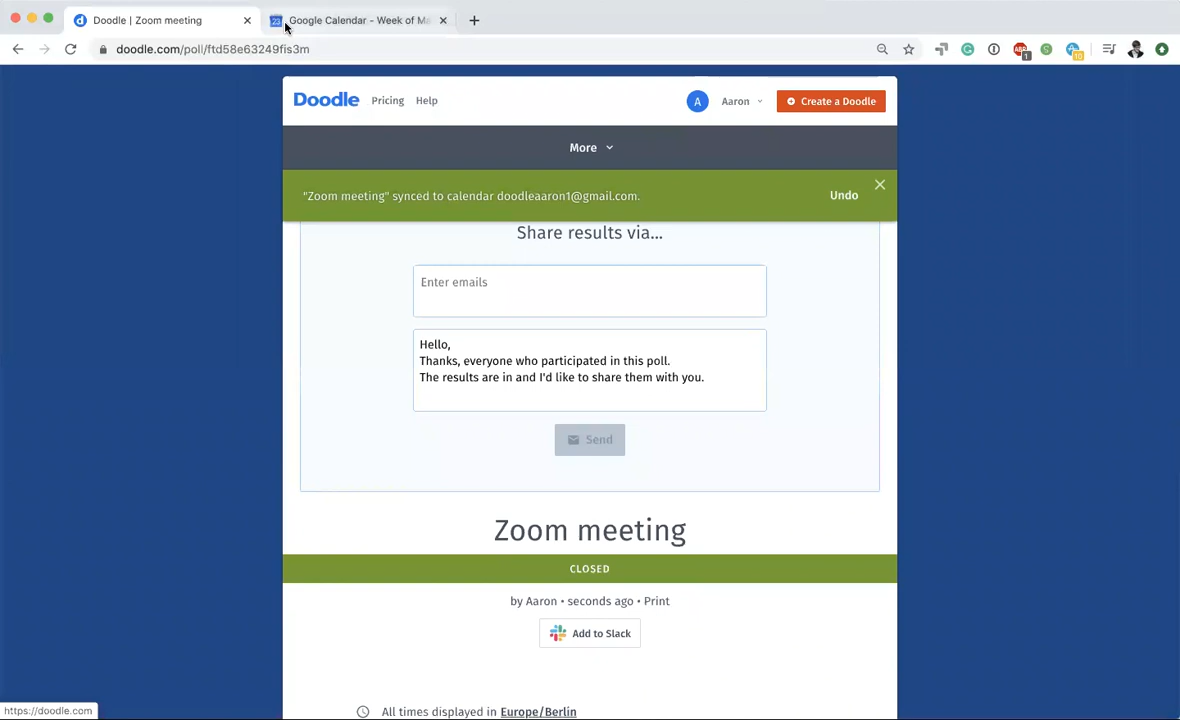 Doodle | Zoom meeting
Google Calendar - Week of Ma
doodle.com/poll/ftd58e63249fis3m
Doodle
Pricing
Help
A
Aaron
Create a Doodle
More
"Zoom meeting" synced to calendar doodleaaron1@gmail.com.
Undo
Share results via...
Enter emails
Hello,
Thanks, everyone who participated in this poll.
The results are in and I'd like to share them with you.
Send
Zoom meeting
CLOSED
by Aaron • seconds ago • Print
Add to Slack
All times displayed in Europe/Berlin
https://doodle.com